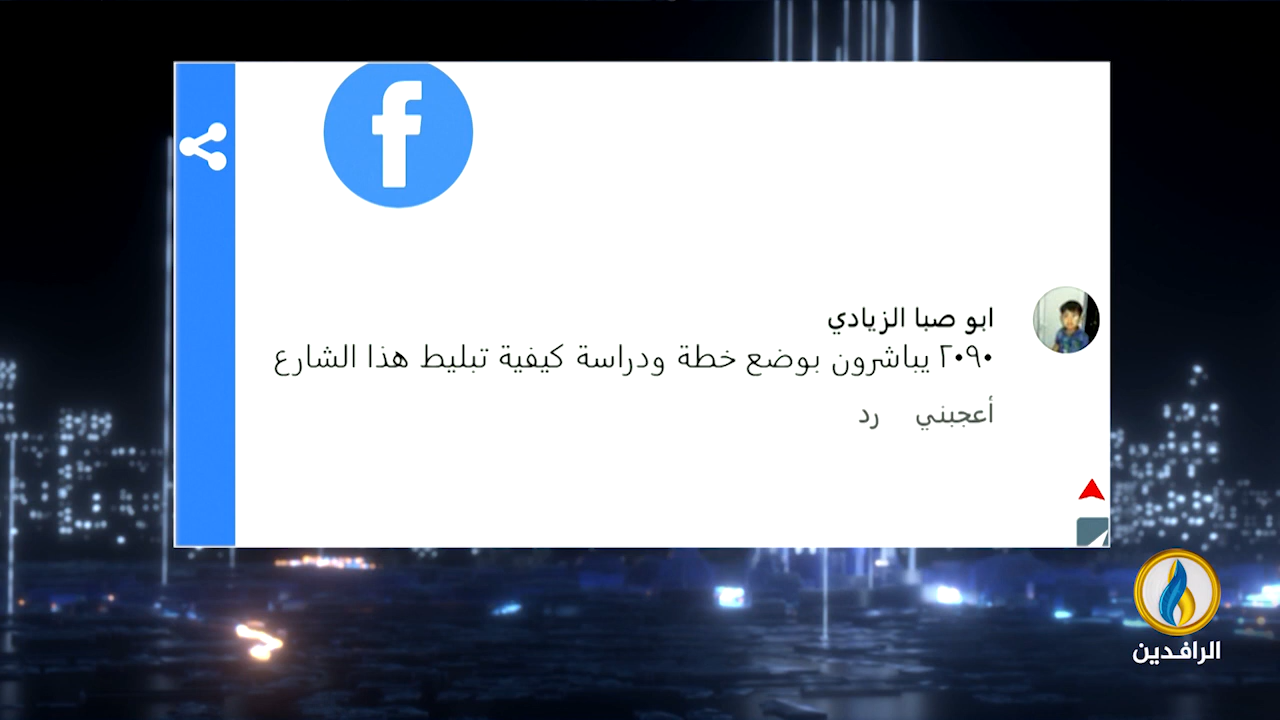 ابو صبا الزيادي
٢٠٩٠ يباشرون بوضع خطة ودراسة كيفية تبليط هذا الشارع
أعجبني رد
الرافدين